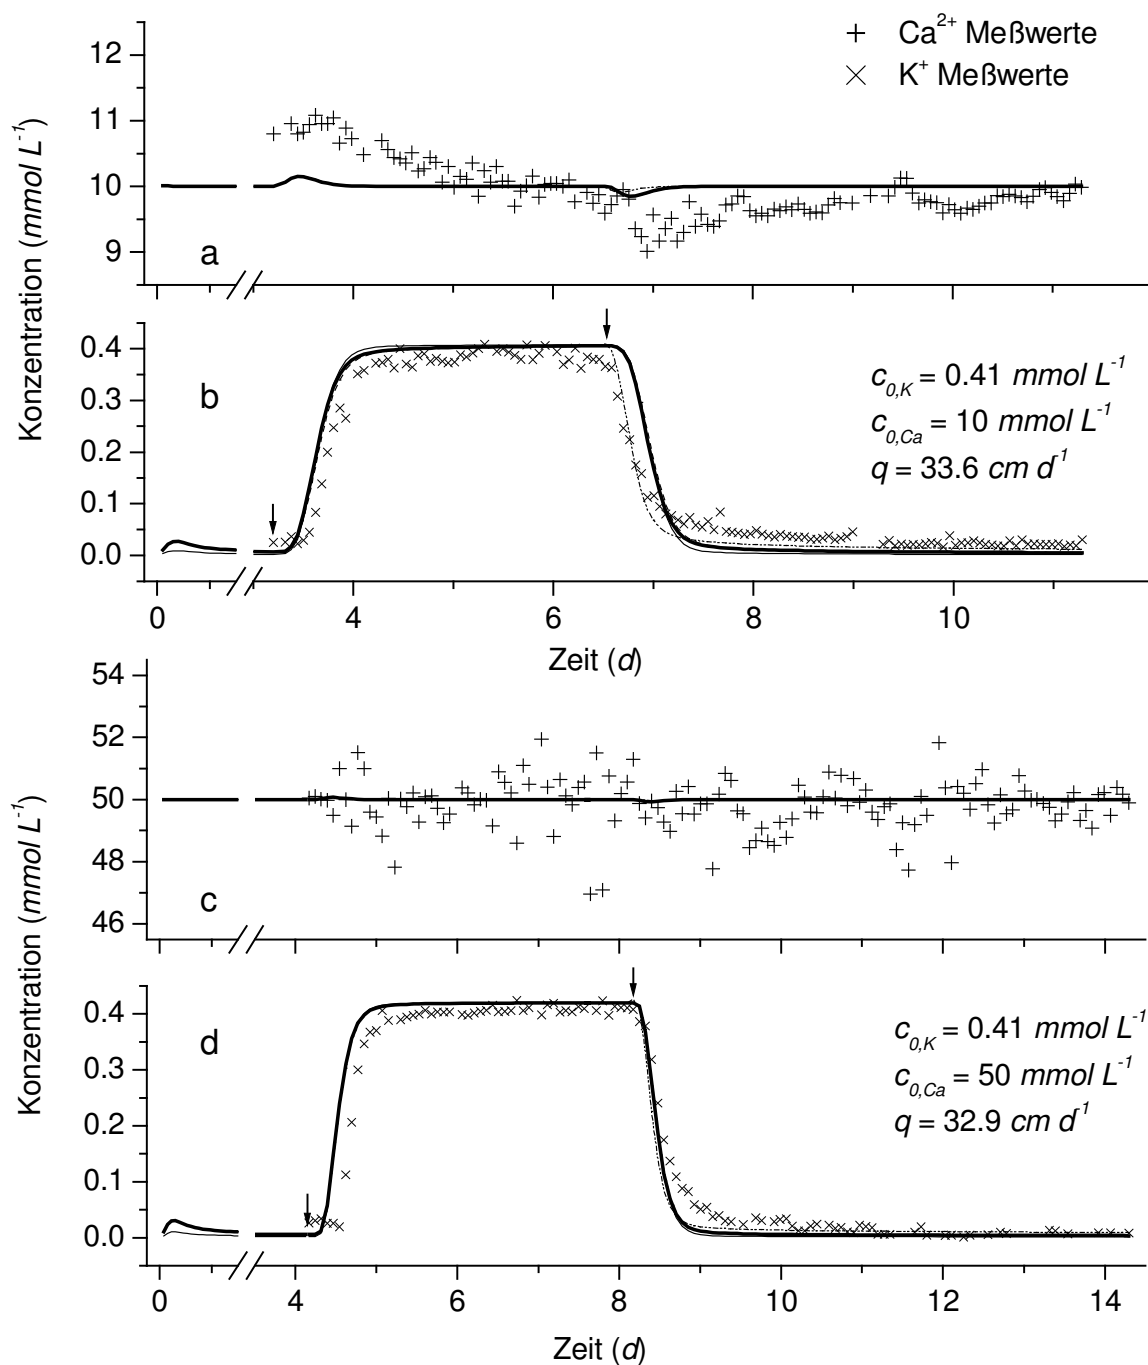 + Ca²⁺ Meßwerte
× K⁺ Meßwerte
12
11
10
9
a
Konzentration (mmol L⁻¹)
0.4
0.3
0.2
0.1
0.0
b
c₀,K = 0.41 mmol L⁻¹
c₀,Ca = 10 mmol L⁻¹
q = 33.6 cm d⁻¹
0 4 6 8 10
Zeit (d)
54
52
50
48
46
c
Konzentration (mmol L⁻¹)
0.4
0.3
0.2
0.1
0.0
d
c₀,K = 0.41 mmol L⁻¹
c₀,Ca = 50 mmol L⁻¹
q = 32.9 cm d⁻¹
0 4 6 8 10 12 14
Zeit (d)